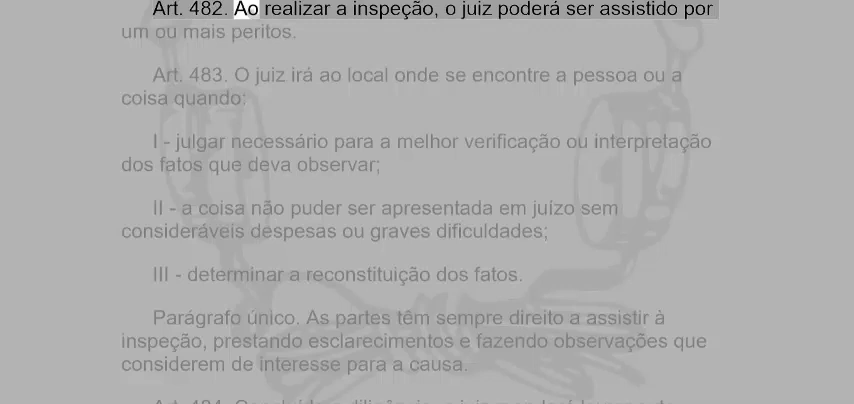 Art. 482. Ao realizar a inspeção, o juiz poderá ser assistido por
um ou mais peritos.
Art. 483. O juiz irá ao local onde se encontre a pessoa ou a
coisa quando:
I - julgar necessário para a melhor verificação ou interpretação
dos fatos que deva observar;
II - a coisa não puder ser apresentada em juízo sem
consideráveis despesas ou graves dificuldades;
III - determinar a reconstituição dos fatos.
Parágrafo único. As partes têm sempre direito a assistir à
inspeção, prestando esclarecimentos e fazendo observações que
considerem de interesse para a causa.